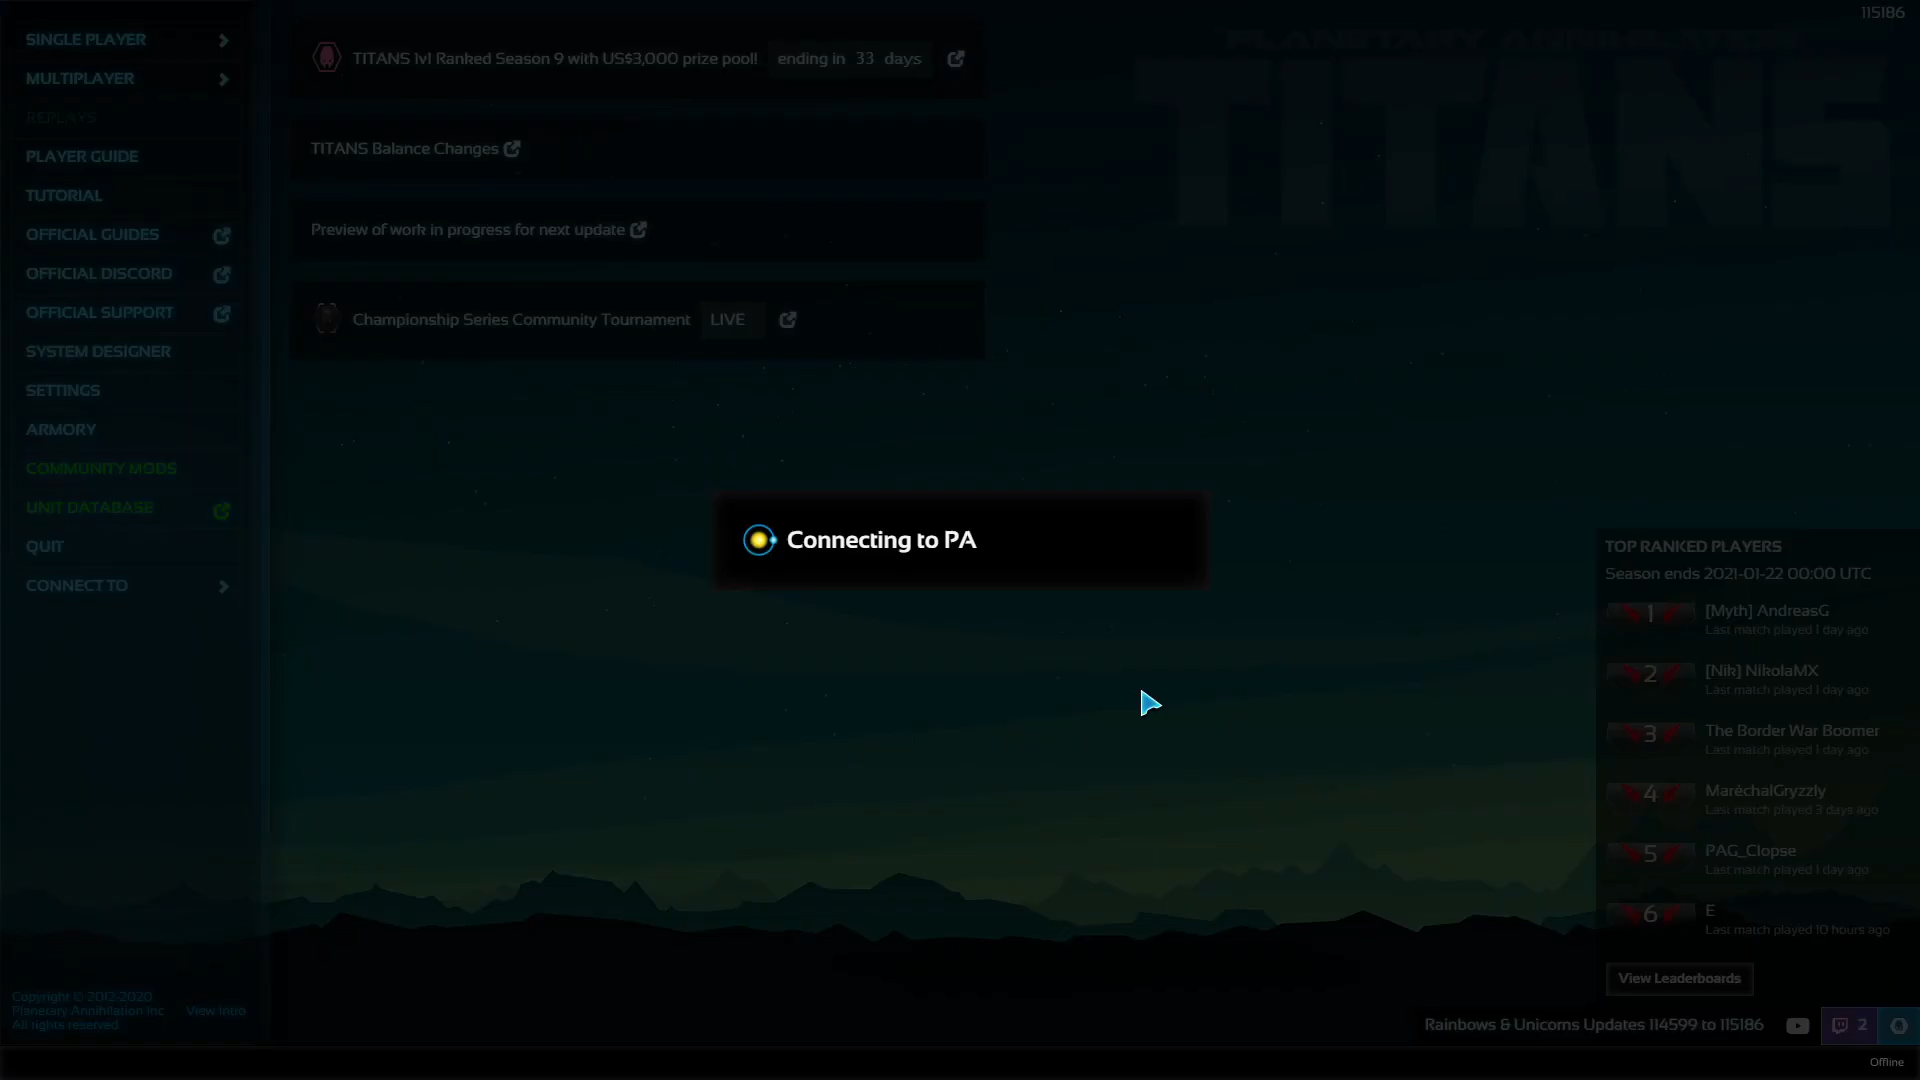 115186
SINGLE PLAYER
MULTIPLAYER
REPLAYS
PLAYER GUIDE
TUTORIAL
OFFICIAL GUIDES
OFFICIAL DISCORD
OFFICIAL SUPPORT
SYSTEM DESIGNER
SETTINGS
ARMORY
COMMUNITY MODS
UNIT DATABASE
QUIT
CONNECT TO
TITANS 1v1 Ranked Season 9 with US$3,000 prize pool! ending in 33 days
TITANS Balance Changes
Preview of work in progress for next update
Championship Series Community Tournament LIVE
PLANETARY ANNIHILATION
TITANS
Connecting to PA
TOP RANKED PLAYERS
Season ends 2021-01-22 00:00 UTC
1 [Myth] AndreasG
Last match played 1 day ago
2 [Nik] NikolaMX
Last match played 1 day ago
3 The Border War Boomer
Last match played 1 day ago
4 MaréchalGryzzly
Last match played 3 days ago
5 PAG_Clopse
Last match played 1 day ago
6 E
Last match played 10 hours ago
View Leaderboards
Copyright © 2012-2020
Planetary Annihilation Inc View Intro
All rights reserved.
Rainbows & Unicorns Updates 114599 to 115186 2
Offline